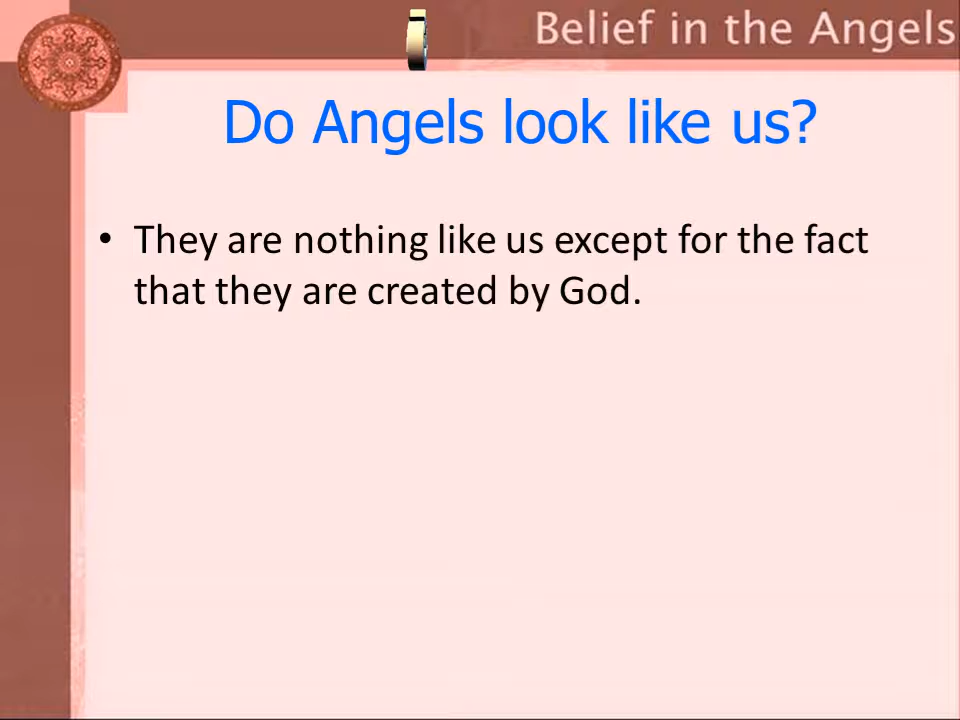 Belief in the Angels
Do Angels look like us?
• They are nothing like us except for the fact
that they are created by God.